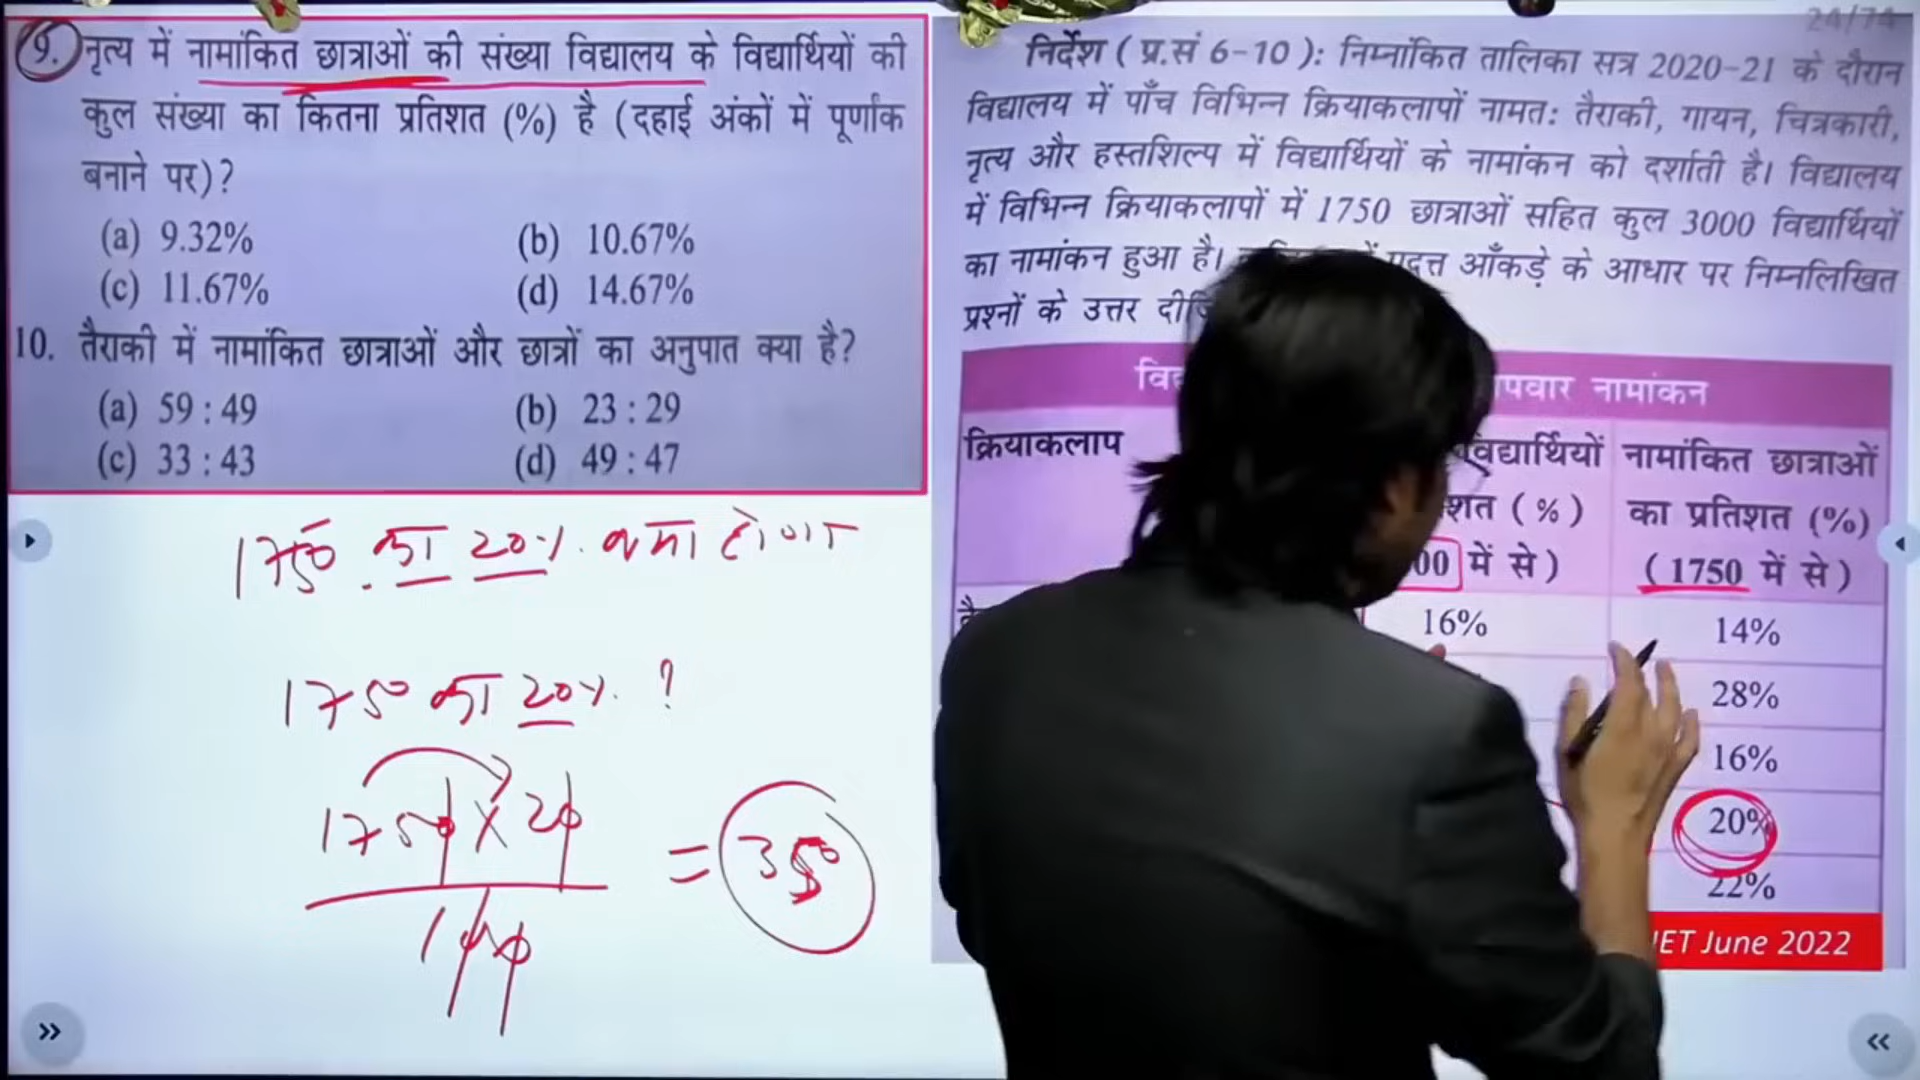 9. नृत्य में नामांकित छात्राओं की संख्या विद्यालय के विद्यार्थियों की
कुल संख्या का कितना प्रतिशत (%) है (दहाई अंकों में पूर्णांक
बनाने पर)?
(a) 9.32% (b) 10.67%
(c) 11.67% (d) 14.67%
10. तैराकी में नामांकित छात्राओं और छात्रों का अनुपात क्या है?
(a) 59 : 49 (b) 23 : 29
(c) 33 : 43 (d) 49 : 47
1750 का 20%
1750 का 20% ?
1750 x 20
100
= 350
24/74
निर्देश ( प्र.सं 6-10 ): निम्नांकित तालिका सत्र 2020-21 के दौरान
विद्यालय में पाँच विभिन्न क्रियाकलापों नामतः तैराकी, गायन, चित्रकारी,
नृत्य और हस्तशिल्प में विद्यार्थियों के नामांकन को दर्शाती है। विद्यालय
में विभिन्न क्रियाकलापों में 1750 छात्राओं सहित कुल 3000 विद्यार्थियों
का नामांकन हुआ है। आँकड़े के आधार पर निम्नलिखित
प्रश्नों के उत्तर
नामांकन
क्रियाकलाप विद्यार्थियों नामांकित छात्राओं
(%) का प्रतिशत (%)
में से) (1750 में से)
16% 14%
28%
16%
20%
22%
June 2022